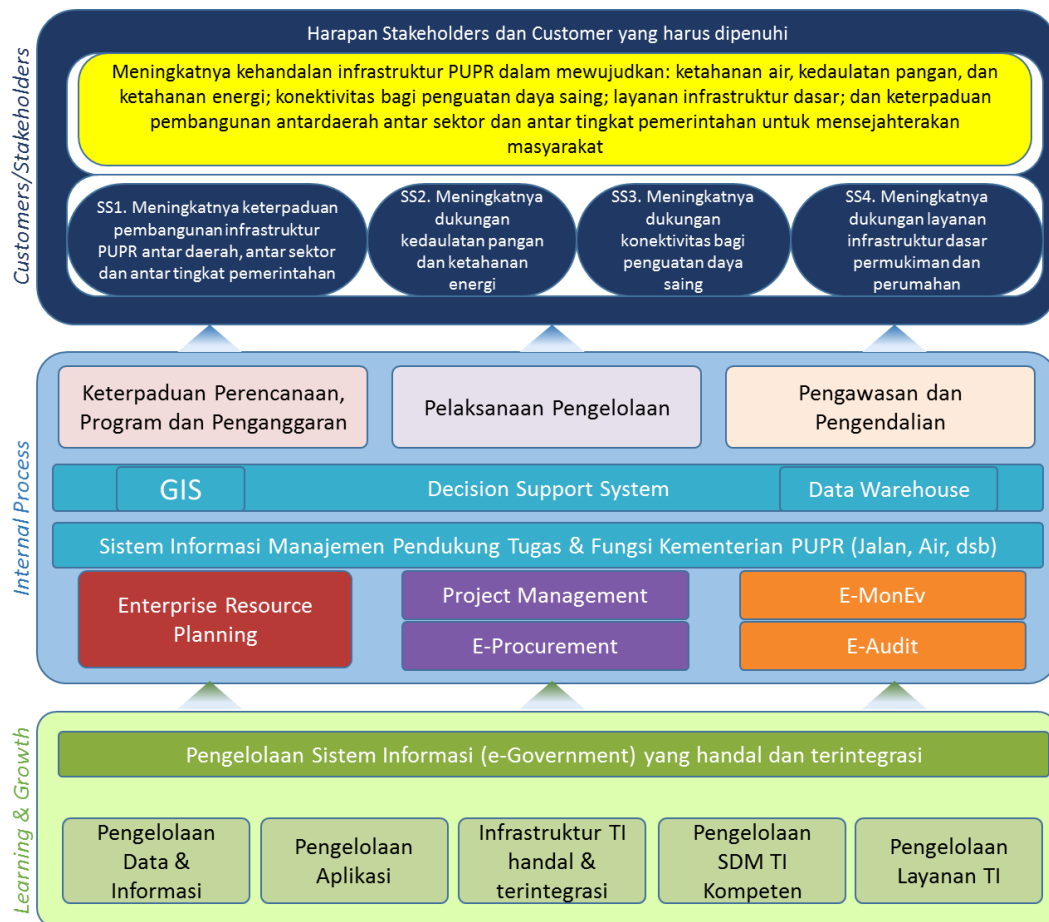 Customers/Stakeholders
Harapan Stakeholders dan Customer yang harus dipenuhi
Meningkatnya kehandalan infrastruktur PUPR dalam mewujudkan: ketahanan air, kedaulatan pangan, dan
ketahanan energi; konektivitas bagi penguatan daya saing; layanan infrastruktur dasar; dan keterpaduan
pembangunan antardaerah antar sektor dan antar tingkat pemerintahan untuk mensejahterakan
masyarakat
SS1. Meningkatnya keterpaduan
pembangunan infrastruktur
PUPR antar daerah, antar sektor
dan antar tingkat pemerintahan
SS2. Meningkatnya
dukungan
kedaulatan pangan
dan ketahanan
energi
SS3. Meningkatnya
dukungan
konektivitas bagi
penguatan daya
saing
SS4. Meningkatnya
dukungan layanan
infrastruktur dasar
permukiman dan
perumahan
Internal Process
Keterpaduan Perencanaan,
Program dan Penganggaran
Pelaksanaan Pengelolaan
Pengawasan dan
Pengendalian
GIS
Decision Support System
Data Warehouse
Sistem Informasi Manajemen Pendukung Tugas & Fungsi Kementerian PUPR (Jalan, Air, dsb)
Enterprise Resource
Planning
Project Management
E-Procurement
E-MonEv
E-Audit
Learning & Growth
Pengelolaan Sistem Informasi (e-Government) yang handal dan terintegrasi
Pengelolaan
Data &
Informasi
Pengelolaan
Aplikasi
Infrastruktur TI
handal &
terintegrasi
Pengelolaan
SDM TI
Kompeten
Pengelolaan
Layanan TI